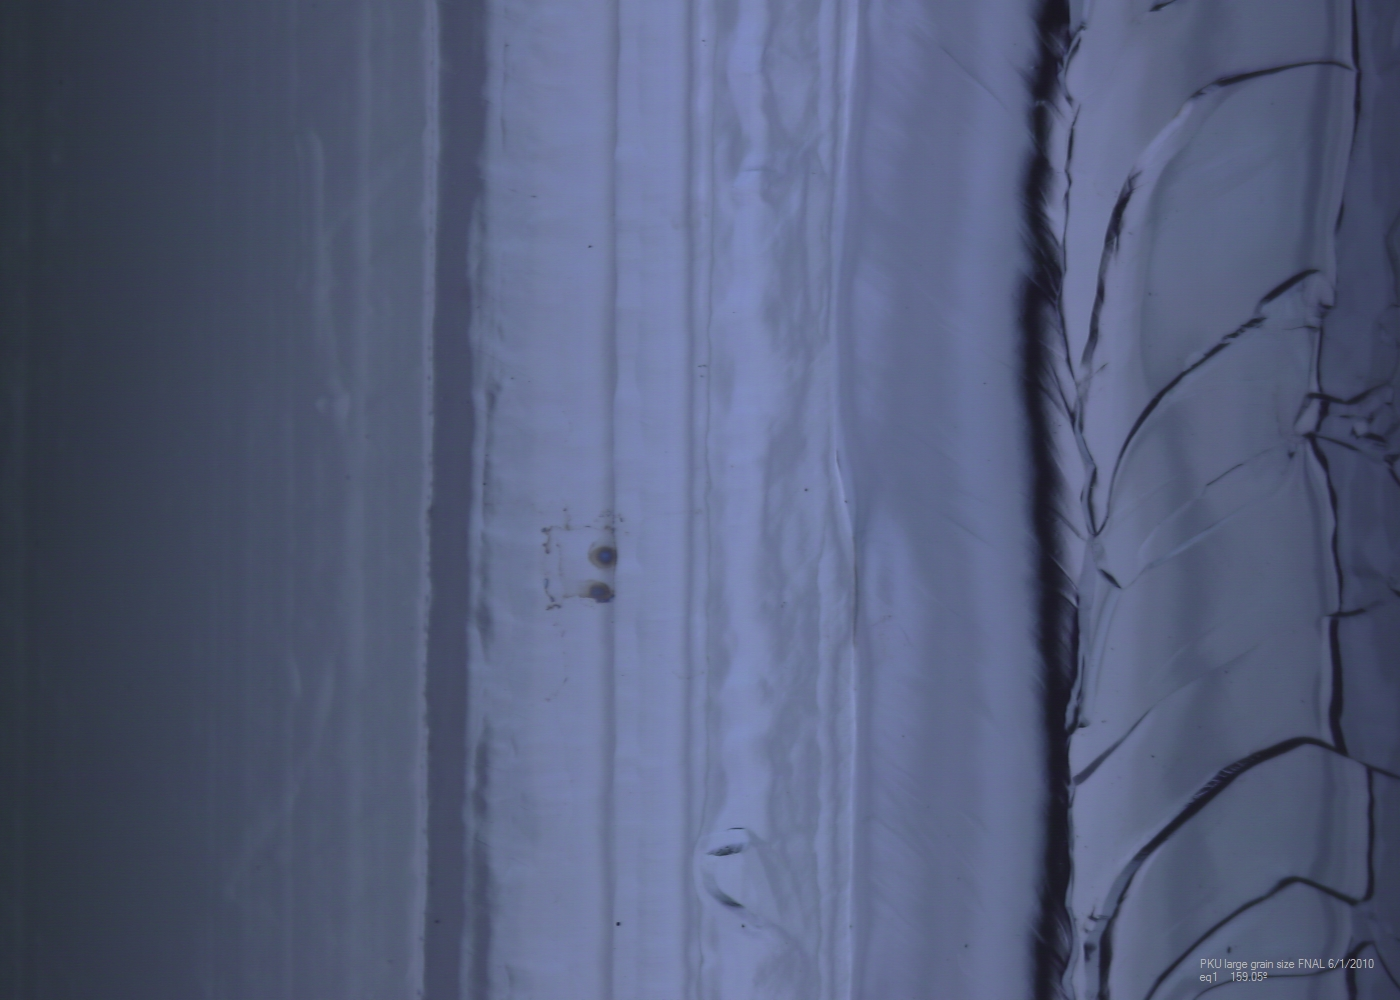 PKU large grain size FNAL 6/1/2010
eq1 159.05º